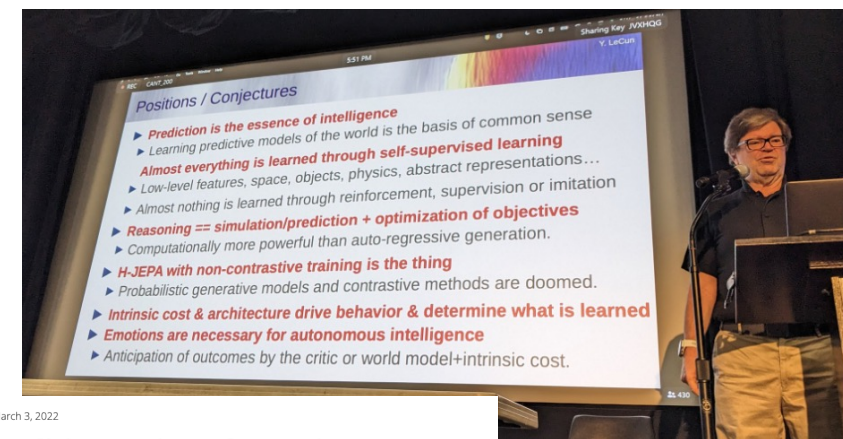 Sharing Key JVXHQG
5:51 PM
REC CANT_200
Y. LeCun
Positions / Conjectures
Prediction is the essence of intelligence
Learning predictive models of the world is the basis of common sense
Almost everything is learned through self-supervised learning
Low-level features, space, objects, physics, abstract representations…
Almost nothing is learned through reinforcement, supervision or imitation
Reasoning == simulation/prediction + optimization of objectives
Computationally more powerful than auto-regressive generation.
H-JEPA with non-contrastive training is the thing
Probabilistic generative models and contrastive methods are doomed.
Intrinsic cost & architecture drive behavior & determine what is learned
Emotions are necessary for autonomous intelligence
Anticipation of outcomes by the critic or world model+intrinsic cost.
430
arch 3, 2022